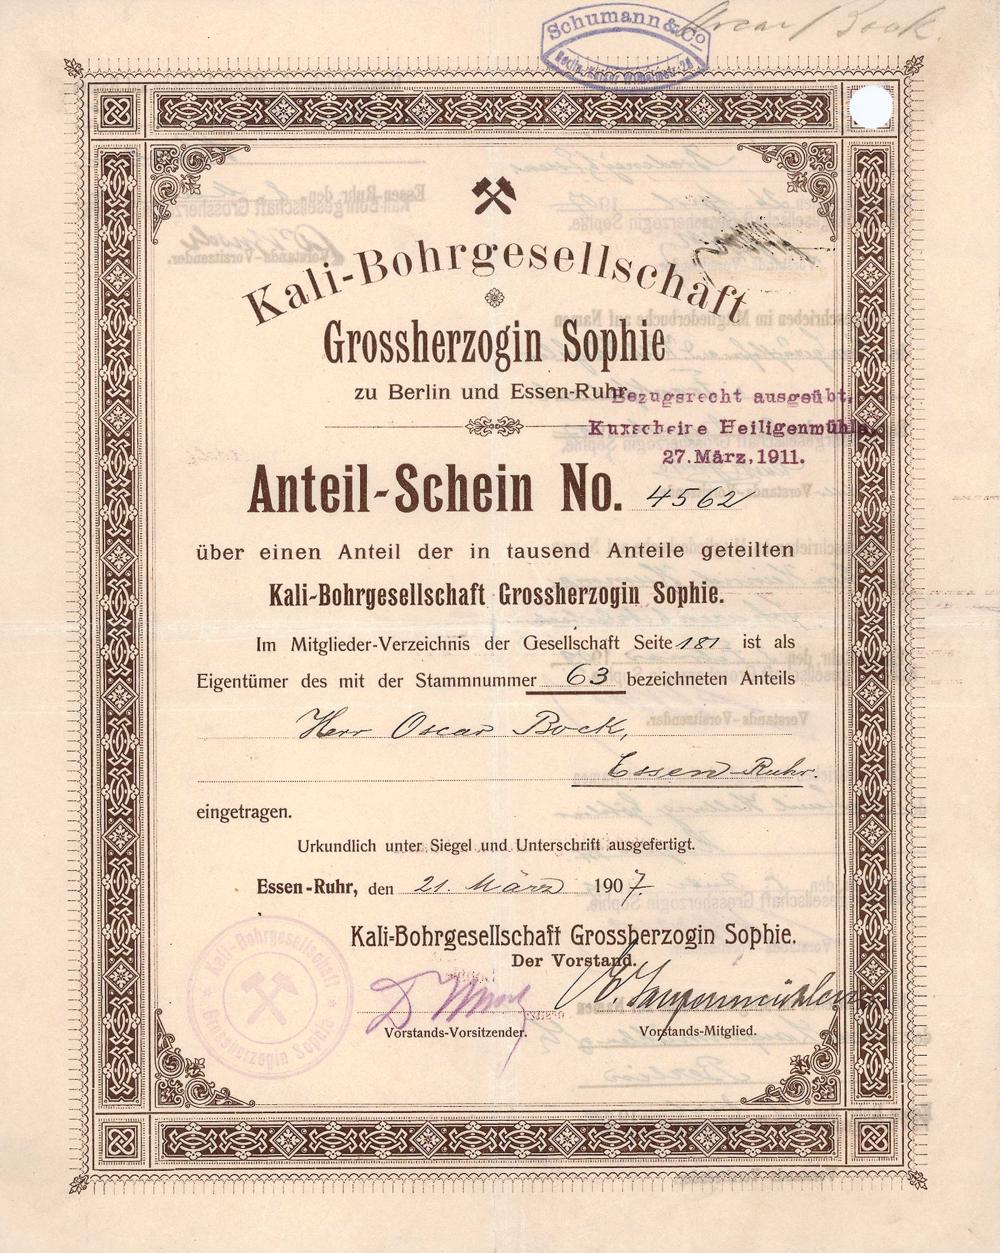 Schumann & Co
Oscar Bock.
Kali-Bohrgesellschaft
Grossherzogin Sophie
zu Berlin und Essen-Ruhr
Bezugsrecht ausgeübt,
Kuxscheine Heiligenmühle
27. März, 1911.
Anteil-Schein No. 4562
über einen Anteil der in tausend Anteile geteilten
Kali-Bohrgesellschaft Grossherzogin Sophie.
Im Mitglieder-Verzeichnis der Gesellschaft Seite 181 ist als
Eigentümer des mit der Stammnummer 63 bezeichneten Anteils
Herr Oscar Bock,
Essen-Ruhr.
eingetragen.
Urkundlich unter Siegel und Unterschrift ausgefertigt.
Essen-Ruhr, den 21. März 1907
Kali-Bohrgesellschaft Grossherzogin Sophie.
Der Vorstand.
Kali-Bohrgesellschaft
Grossherzogin Sophie
Vorstands-Vorsitzender.
Vorstands-Mitglied.